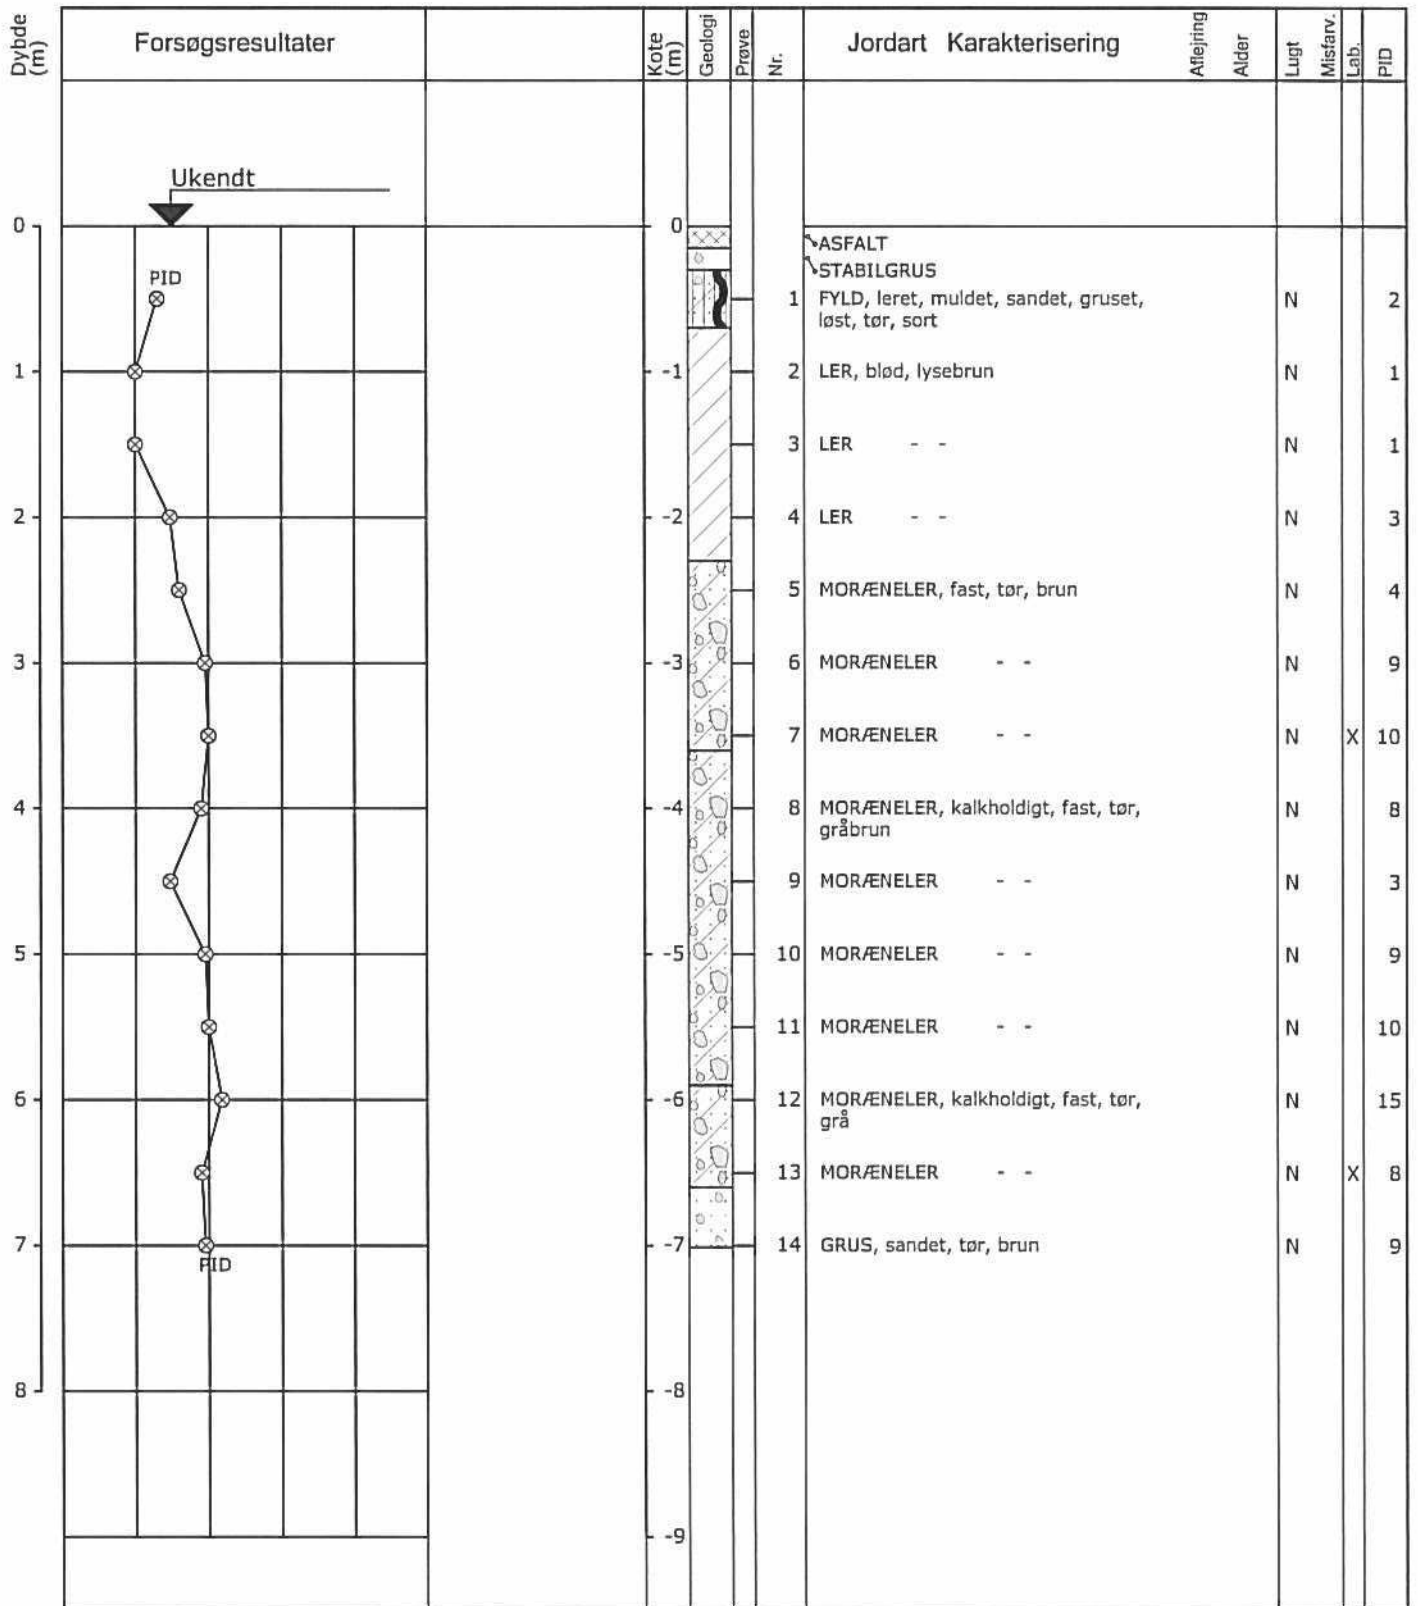 Dybde (m)
Forsøgsresultater
Kote (m)
Geologi
Prøve
Nr.
Jordart Karakterisering
Aflejring
Alder
Lugt
Misfarv.
Lab.
PID
Ukendt
0 0
ASFALT
STABILGRUS
PID
1 FYLD, leret, muldet, sandet, gruset, N 2
løst, tør, sort
1 -1 2 LER, blød, lysebrun N 1
3 LER - - N 1
2 -2 4 LER - - N 3
5 MORÆNELER, fast, tør, brun N 4
3 -3 6 MORÆNELER - - N 9
7 MORÆNELER - - N X 10
4 -4 8 MORÆNELER, kalkholdigt, fast, tør, N 8
gråbrun
9 MORÆNELER - - N 3
5 -5 10 MORÆNELER - - N 9
11 MORÆNELER - - N 10
6 -6 12 MORÆNELER, kalkholdigt, fast, tør, N 15
grå
13 MORÆNELER - - N X 8
7 -7 14 GRUS, sandet, tør, brun N 9
PID
8 -8
-9